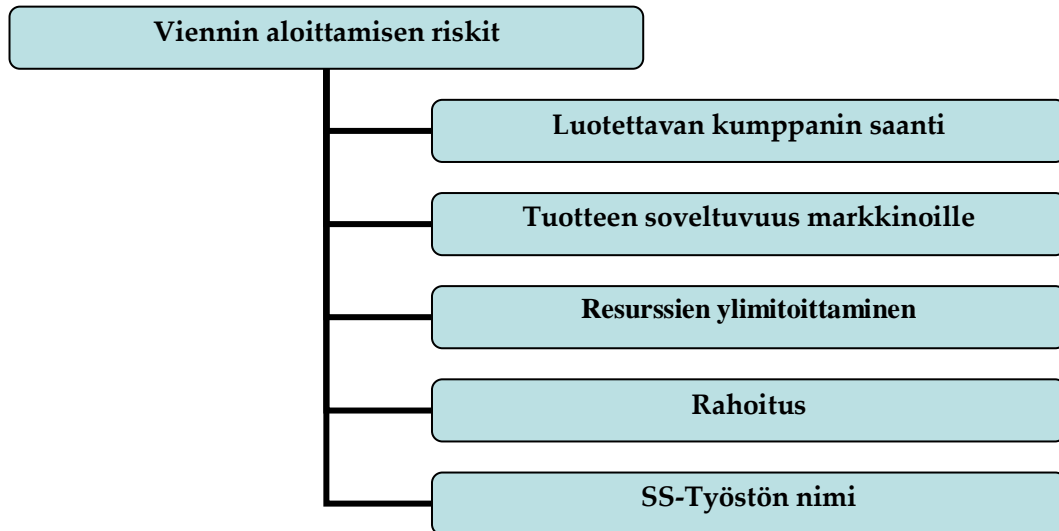 Viennin aloittamisen riskit
Luotettavan kumppanin saanti
Tuotteen soveltuvuus markkinoille
Resurssien ylimitoittaminen
Rahoitus
SS-Työstön nimi